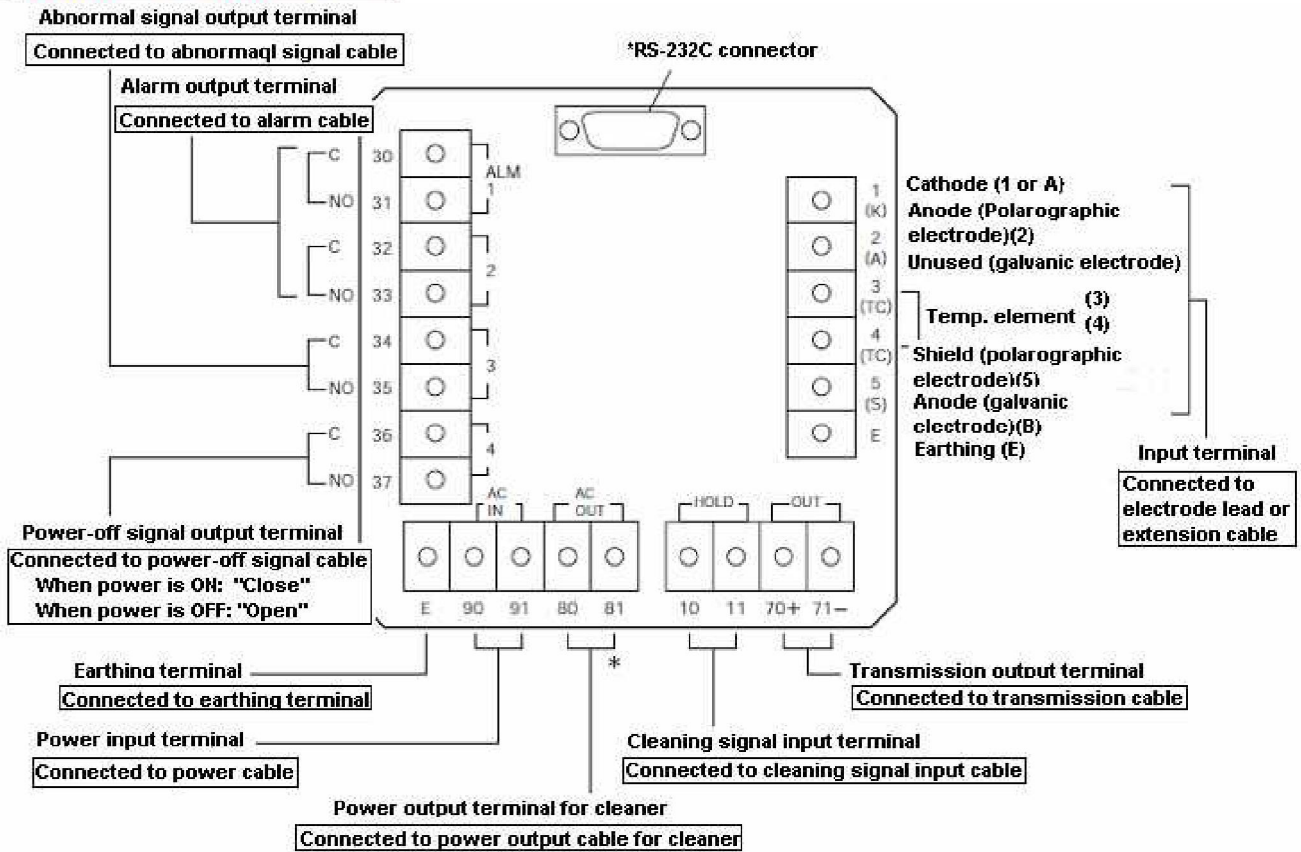 Abnormal signal output terminal
Connected to abnormaql signal cable
*RS-232C connector
Alarm output terminal
Connected to alarm cable
C 30
NO 31
C 32
NO 33
C 34
NO 35
C 36
NO 37
ALM
1
2
3
4
1
(K)
2
(A)
3
(TC)
4
(TC)
5
(S)
E
Cathode (1 or A)
Anode (Polarographic
electrode)(2)
Unused (galvanic electrode)
Temp. element (3)
(4)
Shield (polarographic
electrode)(5)
Anode (galvanic
electrode)(B)
Earthing (E)
Input terminal
Connected to
electrode lead or
extension cable
Power-off signal output terminal
Connected to power-off signal cable
When power is ON: "Close"
When power is OFF: "Open"
AC
IN
AC
OUT
HOLD
OUT
E 90 91 80 81 10 11 70+ 71−
*
Earthing terminal
Connected to earthing terminal
Transmission output terminal
Connected to transmission cable
Power input terminal
Connected to power cable
Cleaning signal input terminal
Connected to cleaning signal input cable
Power output terminal for cleaner
Connected to power output cable for cleaner